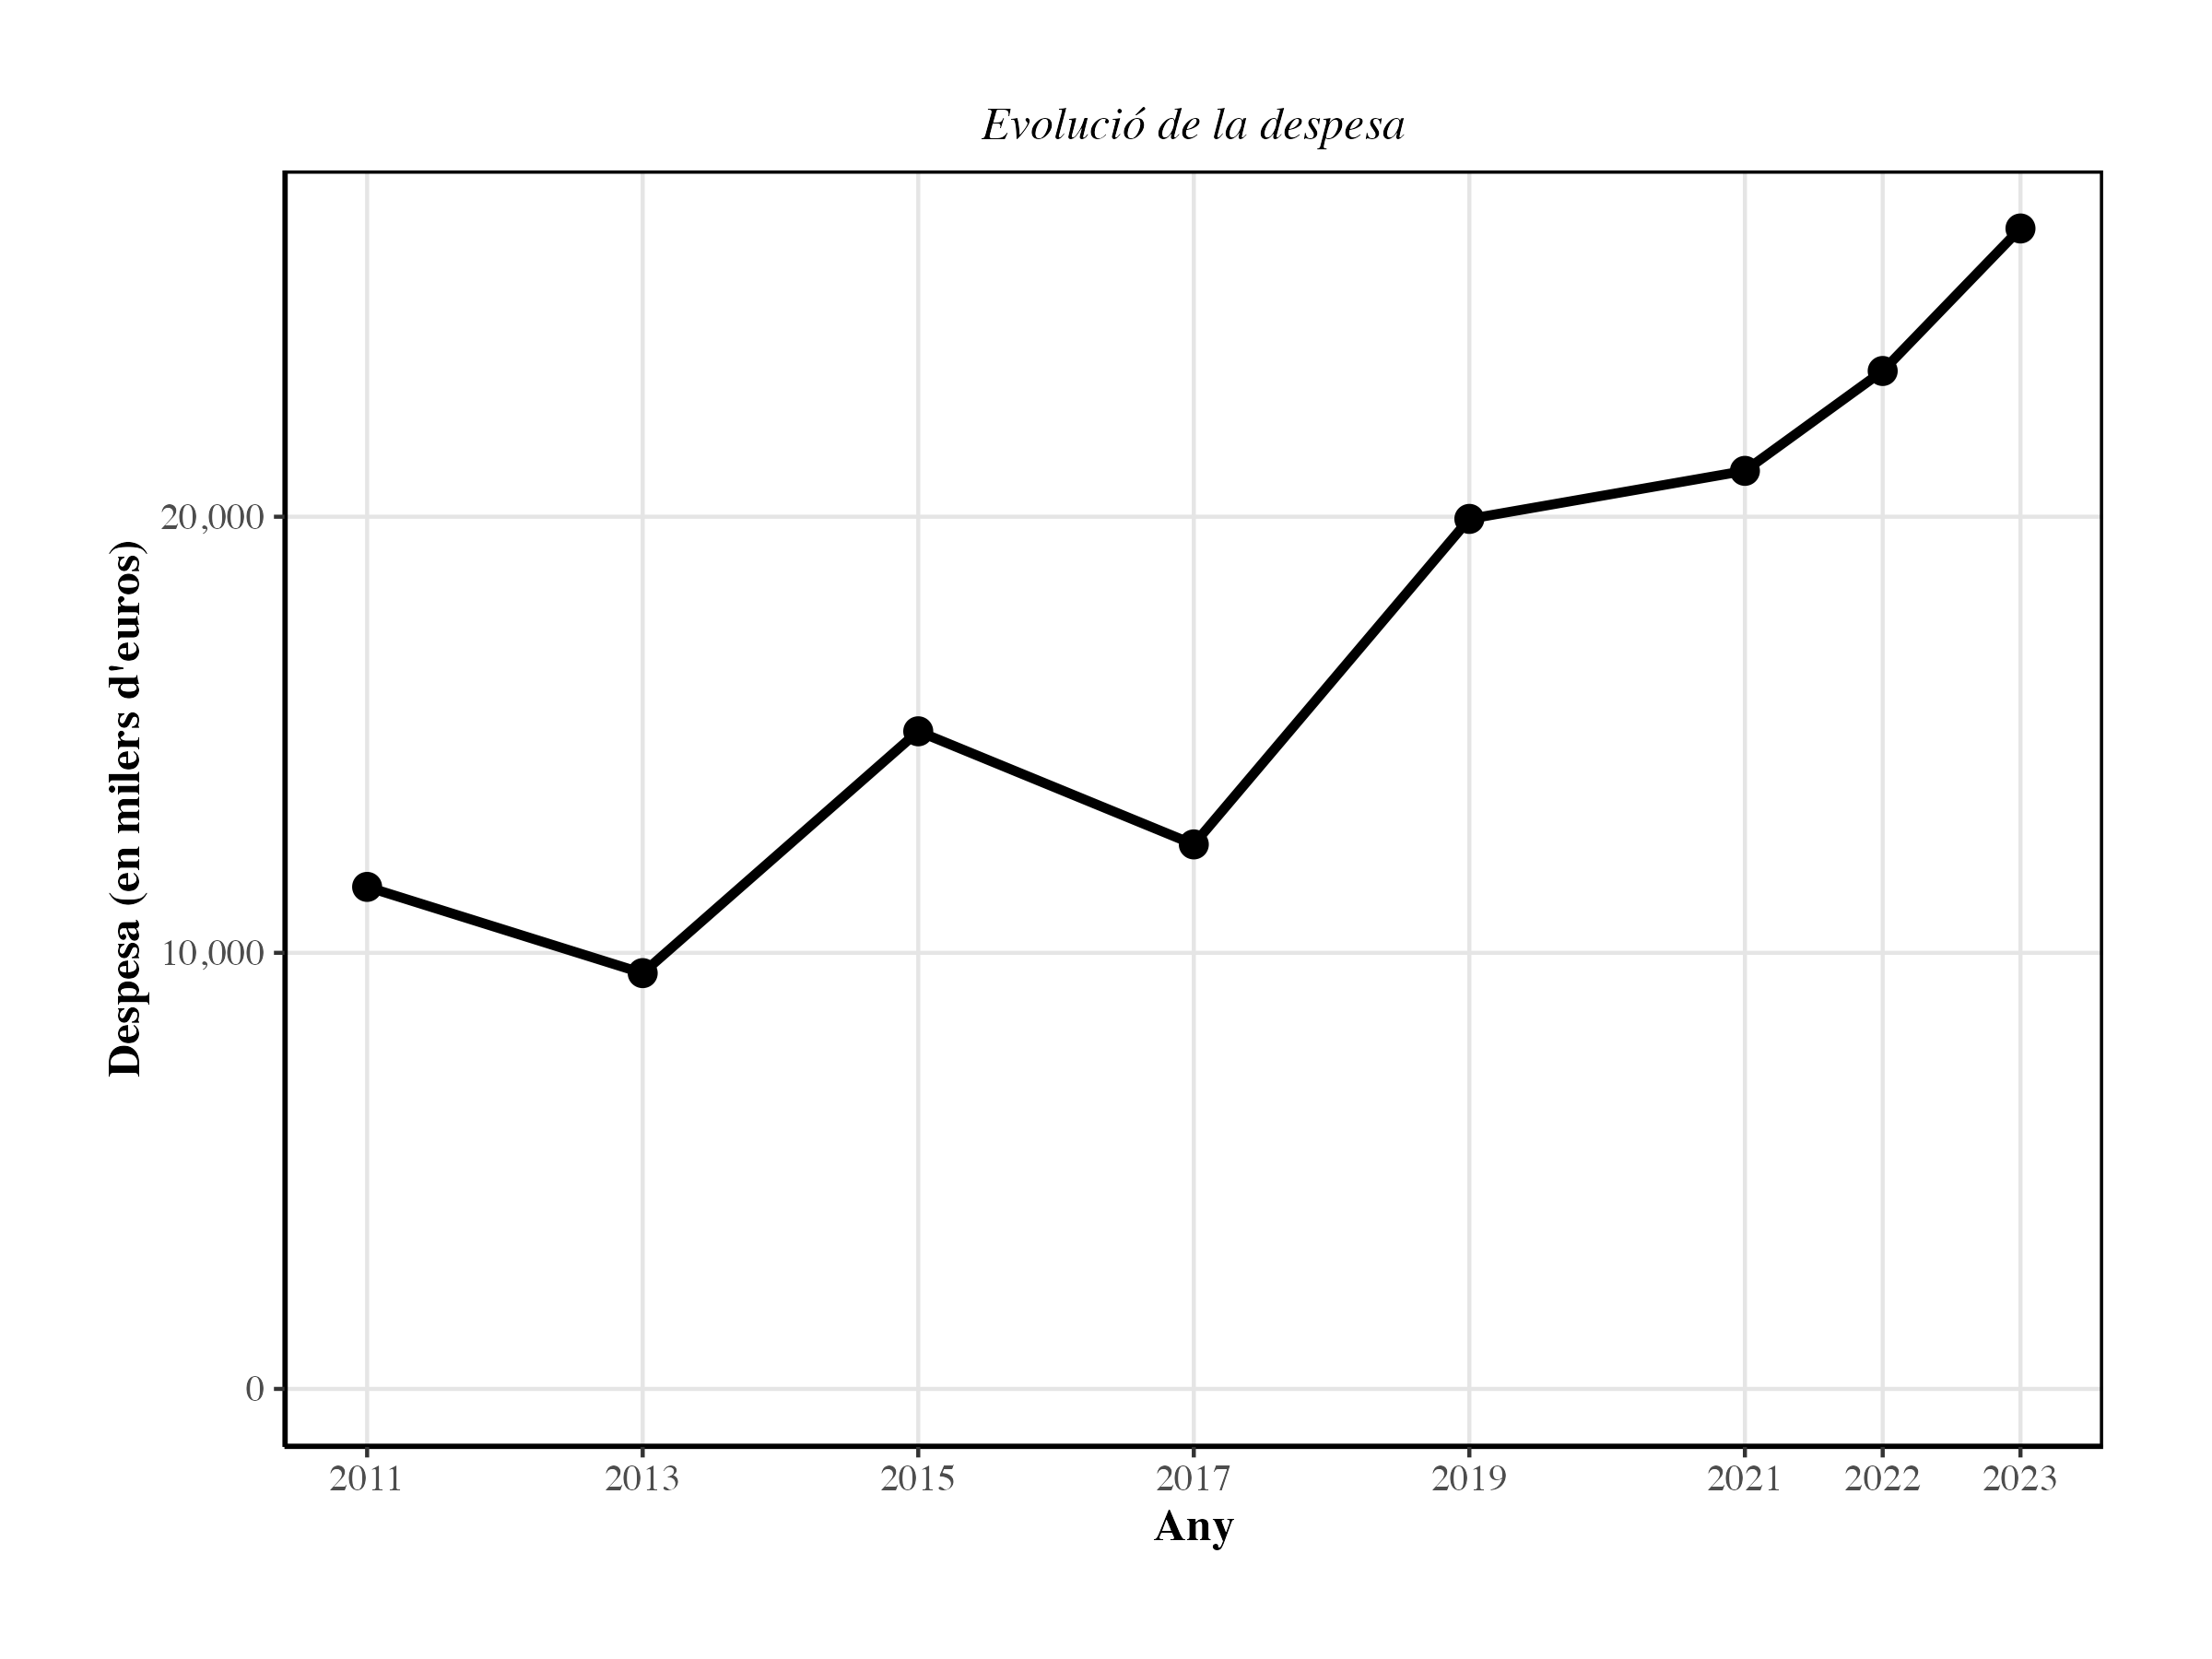 Evolució de la despesa
Despesa (en milers d'euros)
20,000
10,000
0
2011 2013 2015 2017 2019 2021 2022 2023
Any